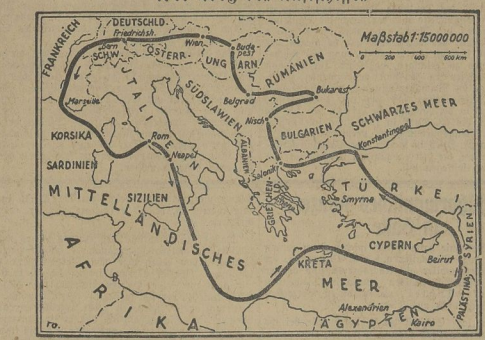 DEUTSCHLD.
Friedrichsh.
FRANKREICH
Bern
SCHW.
ÖSTERR.
Wien
Buda
pest
UNGARN
Maßstab 1:15000000
0 200 400 600 km
RUMÄNIEN
ITALIEN
SÜDSLAWIEN
Belgrad
Bukarest
Marseille
Nisch
SCHWARZES MEER
BULGARIEN
KORSIKA
Rom
Neapel
Konstantinopel
ALBANIEN
SARDINIEN
Salonik
GRIECHENLAND
TÜRKEI
Smyrna
MITTELLÄNDISCHES
SIZILIEN
SYRIEN
CYPERN
Beirut
KRETA
MEER
PALÄSTINA
AFRIKA
Alexandrien
ÄGYPTEN
Kairo
ro.